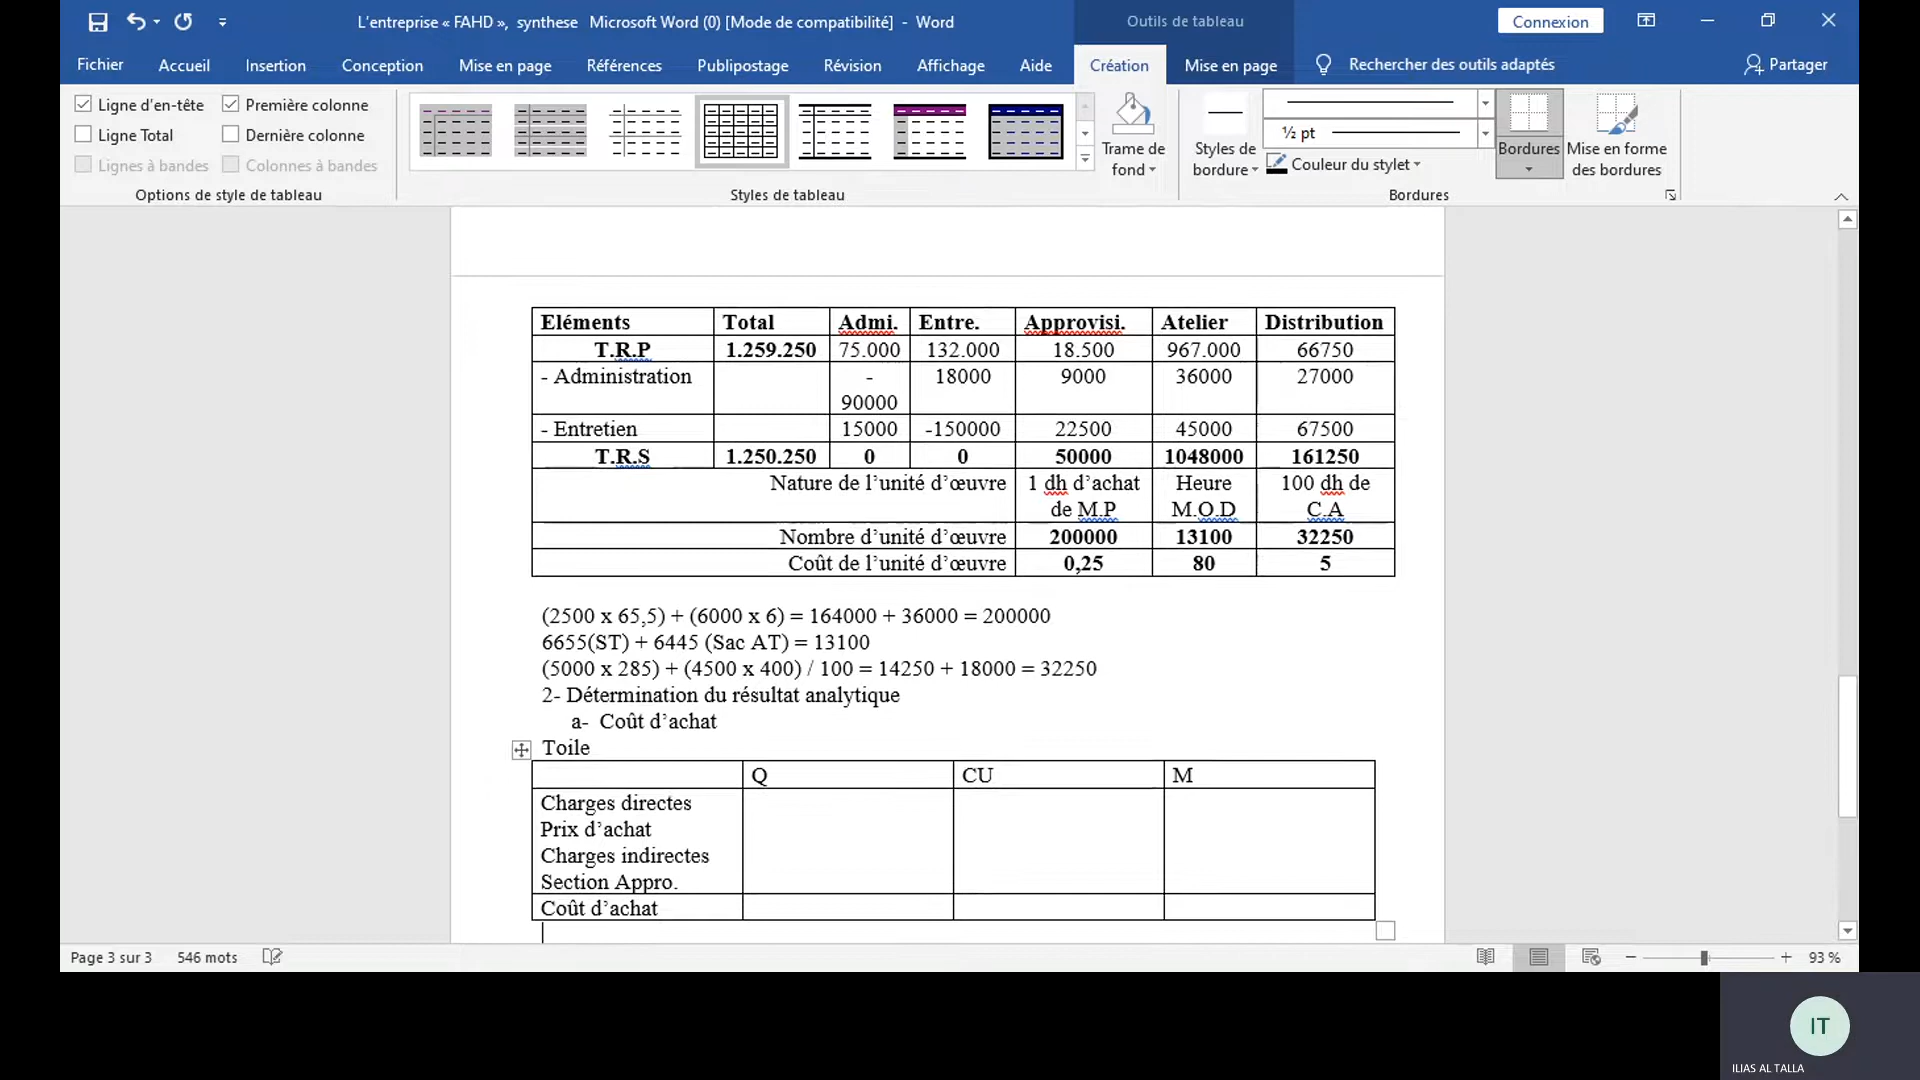 L'entreprise « FAHD », synthese Microsoft Word (0) [Mode de compatibilité] - Word
Outils de tableau
Connexion
Fichier Accueil Insertion Conception Mise en page Références Publipostage Révision Affichage Aide Création Mise en page Rechercher des outils adaptés Partager
Ligne d'en-tête Première colonne
Ligne Total Dernière colonne
Lignes à bandes Colonnes à bandes
Options de style de tableau
Styles de tableau
Trame de fond
Styles de bordure
½ pt
Couleur du stylet
Bordures
Mise en forme des bordures
Bordures
Eléments Total Admi. Entre. Approvisi. Atelier Distribution
T.R.P 1.259.250 75.000 132.000 18.500 967.000 66750
- Administration - 18000 9000 36000 27000
90000
- Entretien 15000 -150000 22500 45000 67500
T.R.S 1.250.250 0 0 50000 1048000 161250
Nature de l'unité d'œuvre 1 dh d'achat Heure 100 dh de
de M.P M.O.D C.A
Nombre d'unité d'œuvre 200000 13100 32250
Coût de l'unité d'œuvre 0,25 80 5
(2500 x 65,5) + (6000 x 6) = 164000 + 36000 = 200000
6655(ST) + 6445 (Sac AT) = 13100
(5000 x 285) + (4500 x 400) / 100 = 14250 + 18000 = 32250
2- Détermination du résultat analytique
a- Coût d'achat
Toile
Q CU M
Charges directes
Prix d'achat
Charges indirectes
Section Appro.
Coût d'achat
Page 3 sur 3 546 mots 93 %
IT
ILIAS AL TALLA